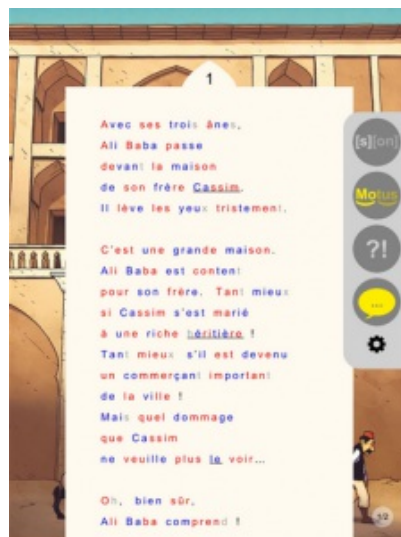 1
Avec ses trois ânes,
Ali Baba passe
devant la maison
de son frère Cassim.
Il lève les yeux tristement.
C'est une grande maison.
Ali Baba est content
pour son frère. Tant mieux
si Cassim s'est marié
à une riche héritière !
Tant mieux s'il est devenu
un commerçant important
de la ville !
Mais quel dommage
que Cassim
ne veuille plus le voir...
Oh, bien sûr,
Ali Baba comprend !
[s][on]
Motus
?!
...
1/2